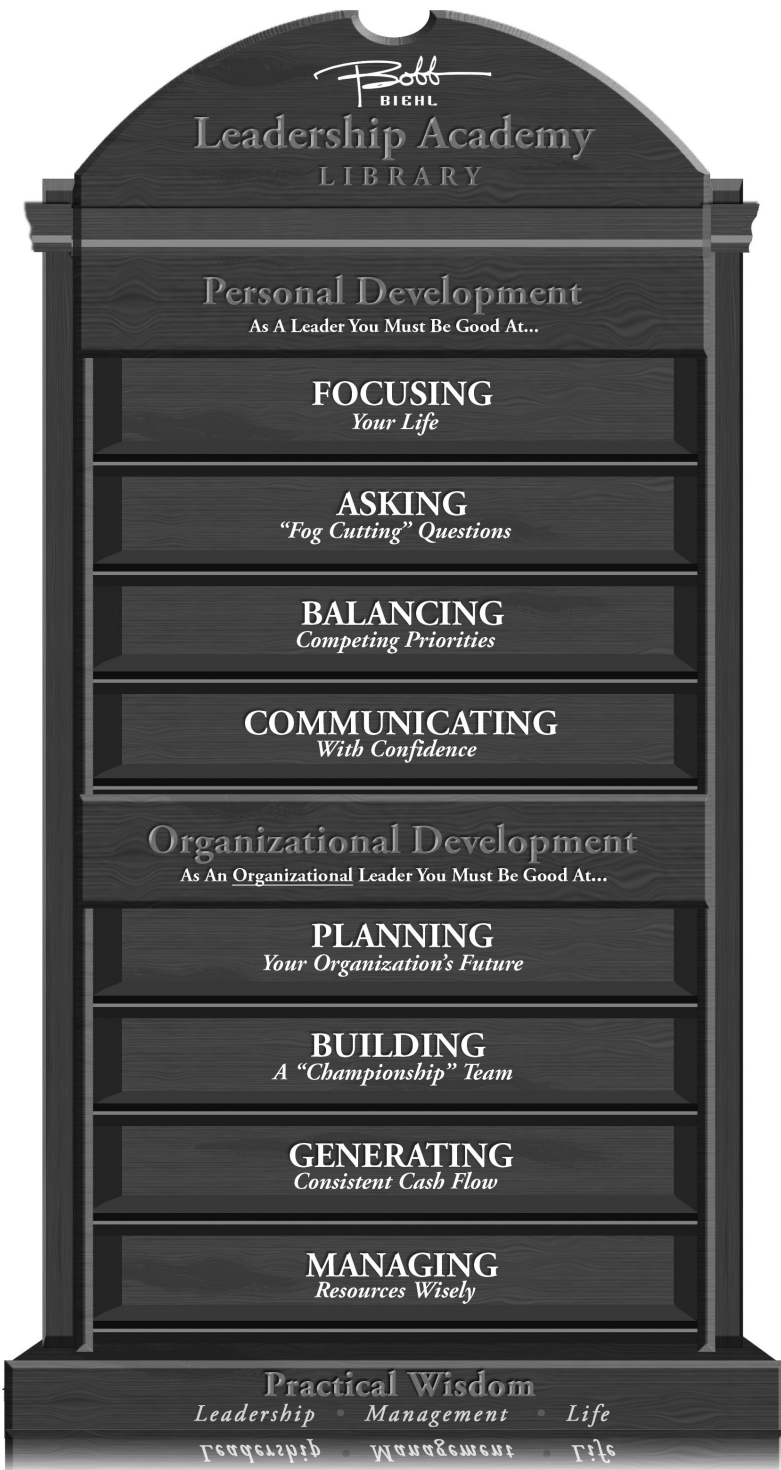 Bobb
BIEHL
Leadership Academy
LIBRARY
Personal Development
As A Leader You Must Be Good At...
FOCUSING
Your Life
ASKING
“Fog Cutting” Questions
BALANCING
Competing Priorities
COMMUNICATING
With Confidence
Organizational Development
As An Organizational Leader You Must Be Good At...
PLANNING
Your Organization’s Future
BUILDING
A “Championship” Team
GENERATING
Consistent Cash Flow
MANAGING
Resources Wisely
Practical Wisdom
Leadership • Management • Life